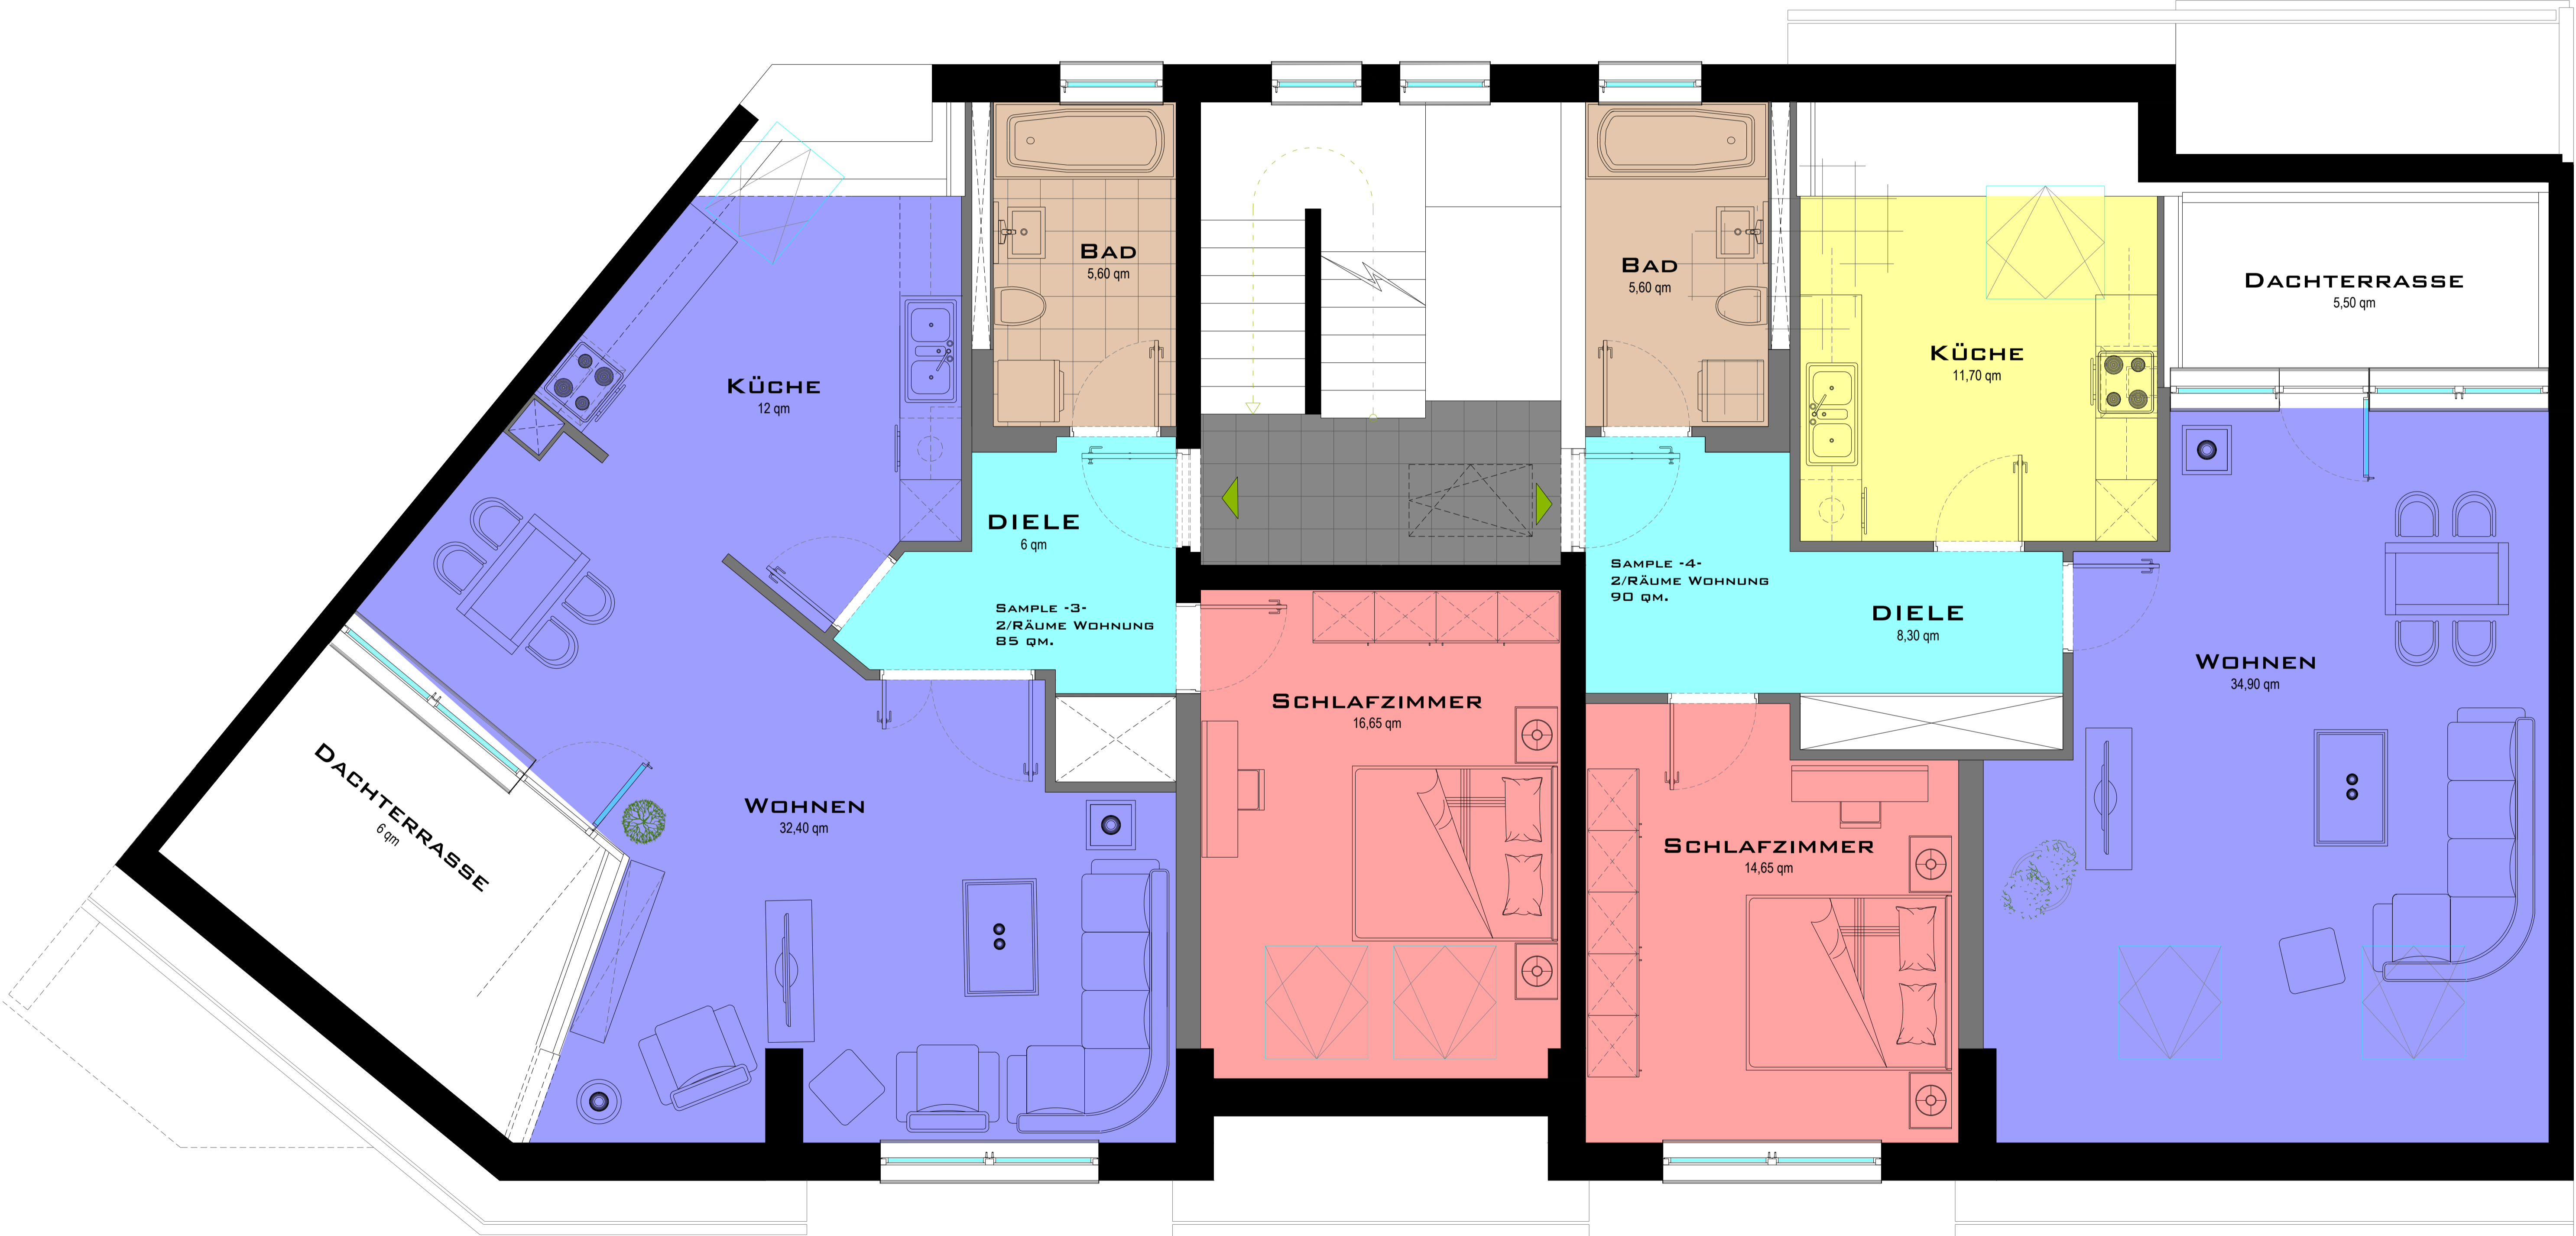 Bad
5,60 qm
Bad
5,60 qm
Dachterrasse
5,50 qm
Küche
11,70 qm
Küche
12 qm
DIELE
6 qm
Sample -3-
2/Räume Wohnung
85 qm.
Sample -4-
2/Räume Wohnung
90 qm.
DIELE
8,30 qm
Wohnen
34,90 qm
Schlafzimmer
16,65 qm
Dachterrasse
6 qm
Wohnen
32,40 qm
Schlafzimmer
14,65 qm